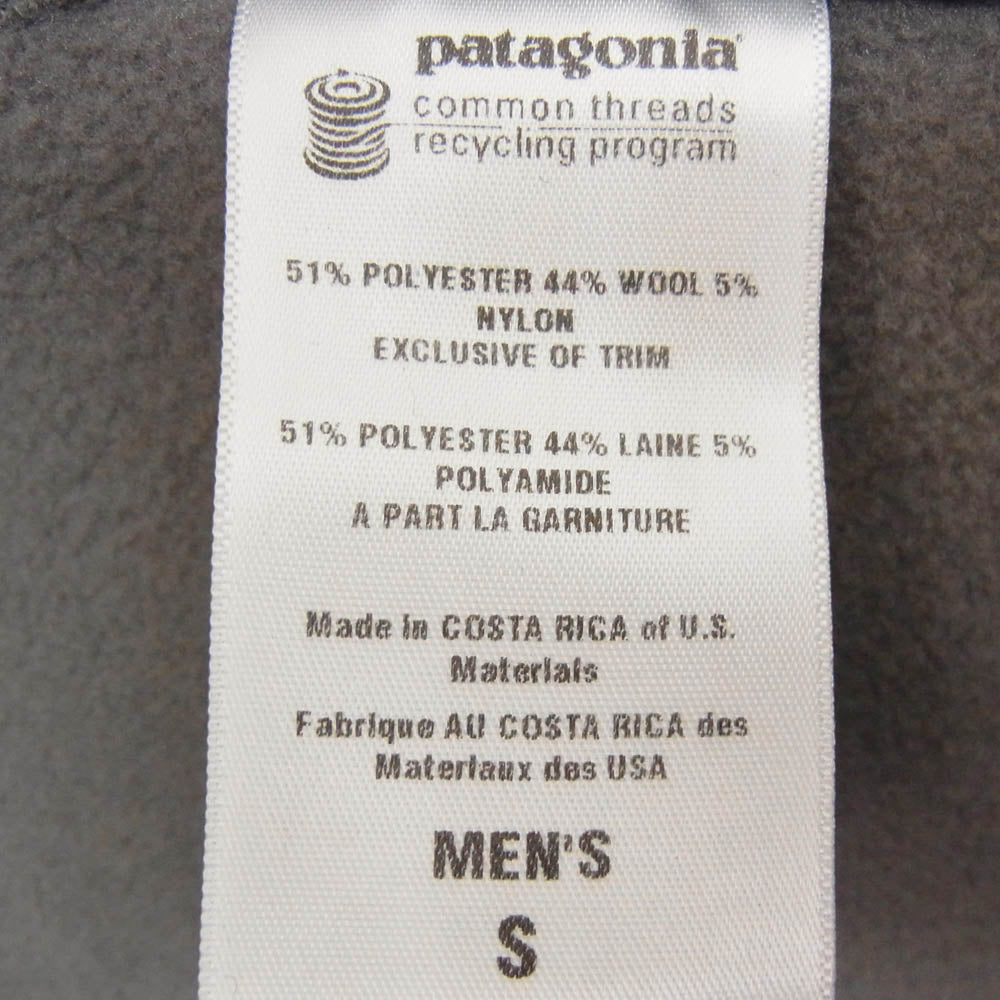 patagonia®
common threads
recycling program
51% POLYESTER 44% WOOL 5%
NYLON
EXCLUSIVE OF TRIM
51% POLYESTER 44% LAINE 5%
POLYAMIDE
A PART LA GARNITURE
Made in COSTA RICA of U.S.
Materials
Fabrique AU COSTA RICA des
Materiaux des USA
MEN'S
S